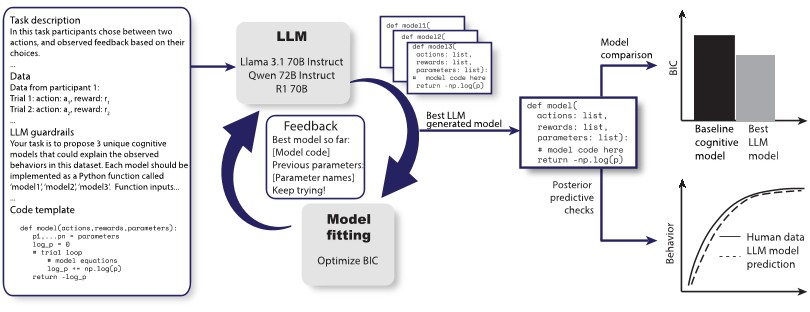 Task description
In this task participants chose between two
actions, and observed feedback based on their
choices.
...
Data
Data from participant 1:
Trial 1: action: a₁, reward: r₁
Trial 2: action: a₁, reward: r₂
...
LLM guardrails
Your task is to propose 3 unique cognitive
models that could explain the observed
behaviors in this dataset. Each model should be
implemented as a Python function called
'model1', 'model2', 'model3'. Function inputs...
...
Code template
def model(actions,rewards,parameters):
p1,...pn = parameters
log_p = 0
# trial loop
# model equations
log_p += np.log(p)
return -log_p
LLM
Llama 3.1 70B Instruct
Qwen 72B Instruct
R1 70B
Feedback
Best model so far:
[Model code]
Previous parameters:
[Parameter names]
Keep trying!
Model
fitting
Optimize BIC
def model1(
def model2(
def model3(
actions: list,
rewards: list,
parameters: list):
# model code here
return -np.log(p)
Best LLM
generated model
def model(
actions: list,
rewards: list,
parameters: list):
# model code here
return -np.log(p)
Model
comparison
Posterior
predictive
checks
BIC
Baseline
cognitive
model
Best
LLM
model
Behavior
Human data
LLM model
prediction